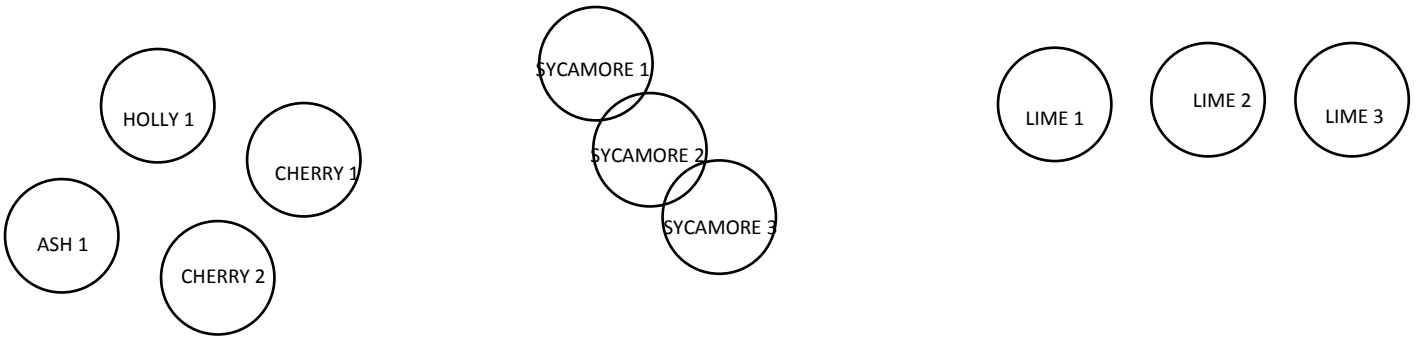 HOLLY 1
CHERRY 1
ASH 1
CHERRY 2
SYCAMORE 1
SYCAMORE 2
SYCAMORE 3
LIME 1
LIME 2
LIME 3